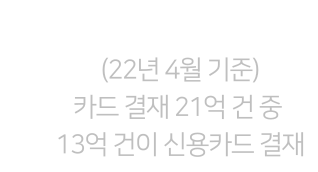 (22년 4월 기준)
카드 결재 21억 건 중
13억 건이 신용카드 결재